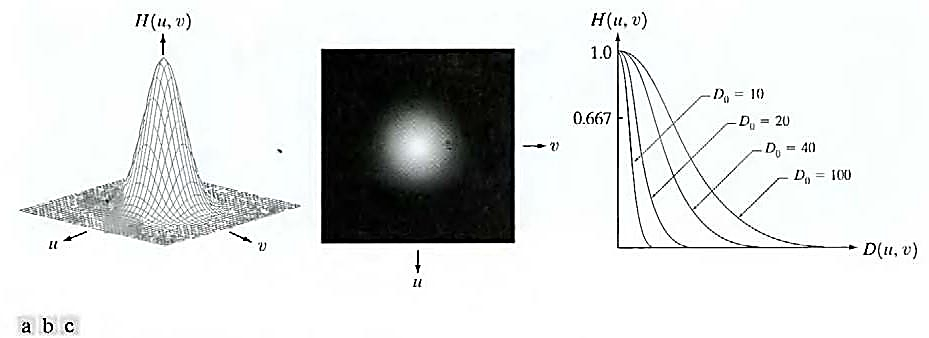 H(u, v)
u
v
v
u
H(u, v)
1.0
0.667
D₀ = 10
D₀ = 20
D₀ = 40
D₀ = 100
D(u, v)
a b c